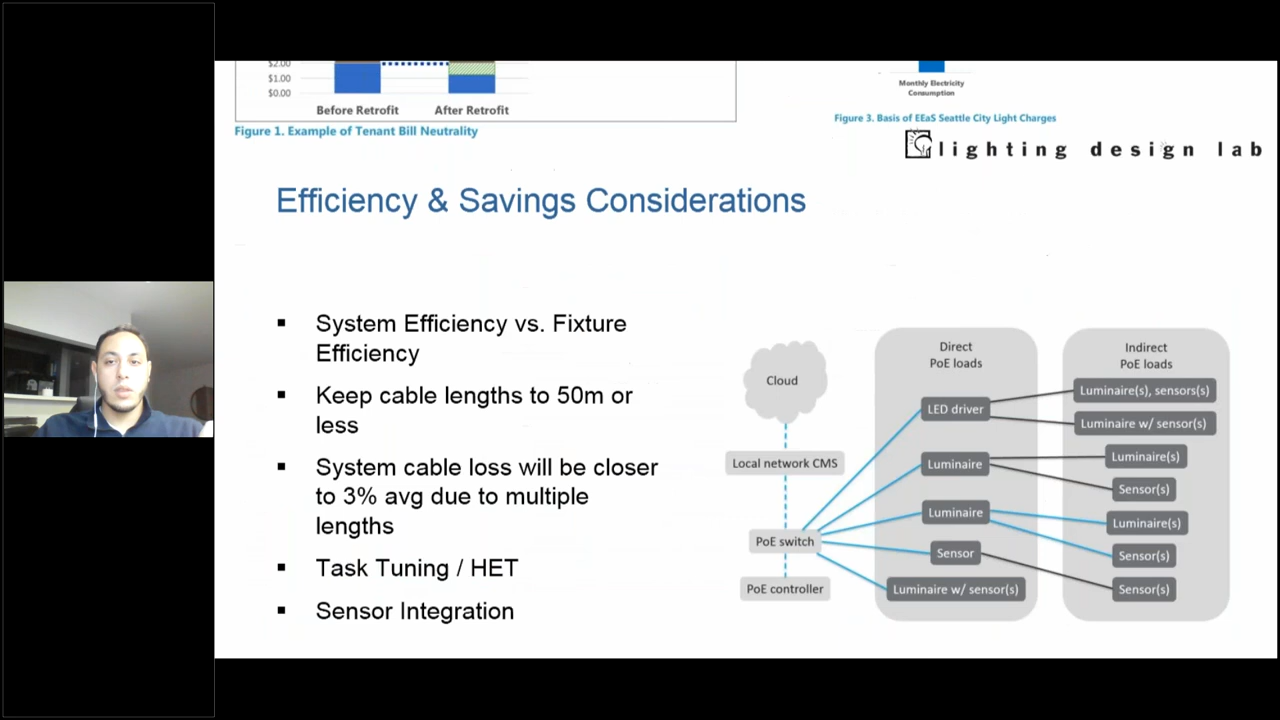 $2.00
$1.00
$0.00
Before Retrofit
After Retrofit
Figure 1. Example of Tenant Bill Neutrality
Monthly Electricity
Consumption
Figure 3. Basis of EEaS Seattle City Light Charges
lighting design lab
Efficiency & Savings Considerations
▪ System Efficiency vs. Fixture
Efficiency
▪ Keep cable lengths to 50m or
less
▪ System cable loss will be closer
to 3% avg due to multiple
lengths
▪ Task Tuning / HET
▪ Sensor Integration
Cloud
Local network CMS
PoE switch
PoE controller
Direct
PoE loads
LED driver
Luminaire
Luminaire
Sensor
Luminaire w/ sensor(s)
Indirect
PoE loads
Luminaire(s), sensors(s)
Luminaire w/ sensor(s)
Luminaire(s)
Sensor(s)
Luminaire(s)
Sensor(s)
Sensor(s)